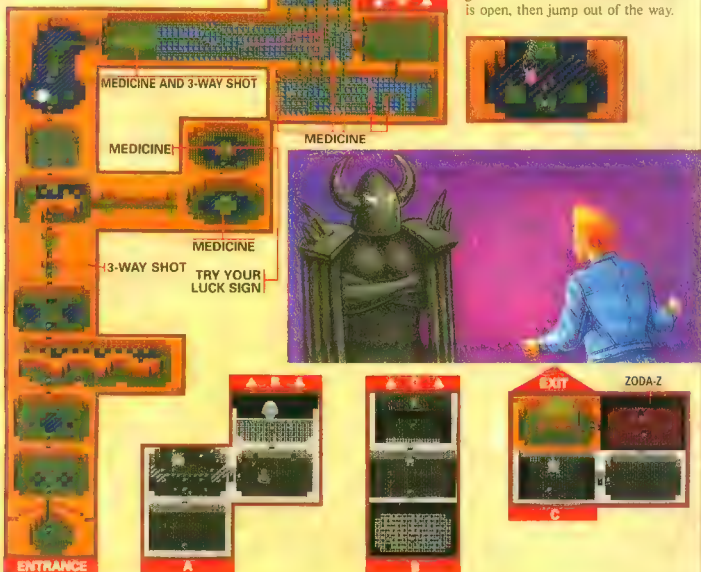 is open, then jump out of the way.
MEDICINE AND 3-WAY SHOT
MEDICINE
MEDICINE
MEDICINE
3-WAY SHOT
TRY YOUR
LUCK SIGN
EXIT
ZODA-Z
C
ENTRANCE
A
B